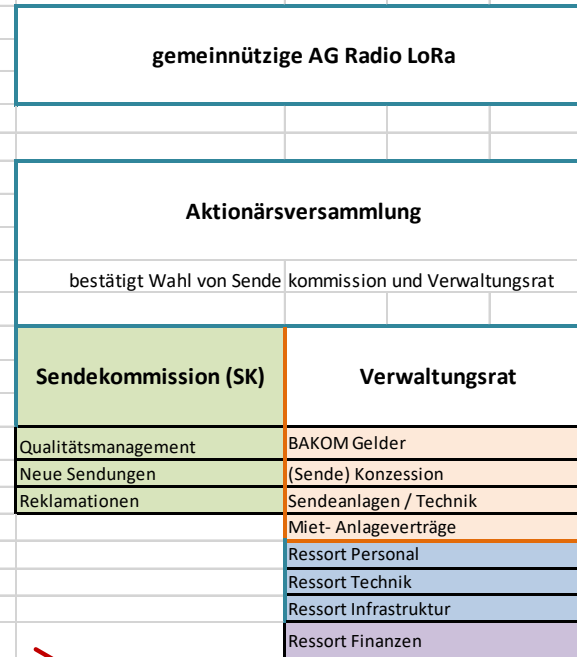 gemeinnützige AG Radio LoRa
Aktionärsversammlung
bestätigt Wahl von Sende kommission und Verwaltungsrat
Sendekommission (SK)
Verwaltungsrat
Qualitätsmanagement
BAKOM Gelder
Neue Sendungen
(Sende) Konzession
Reklamationen
Sendeanlagen / Technik
Miet- Anlageverträge
Ressort Personal
Ressort Technik
Ressort Infrastruktur
Ressort Finanzen